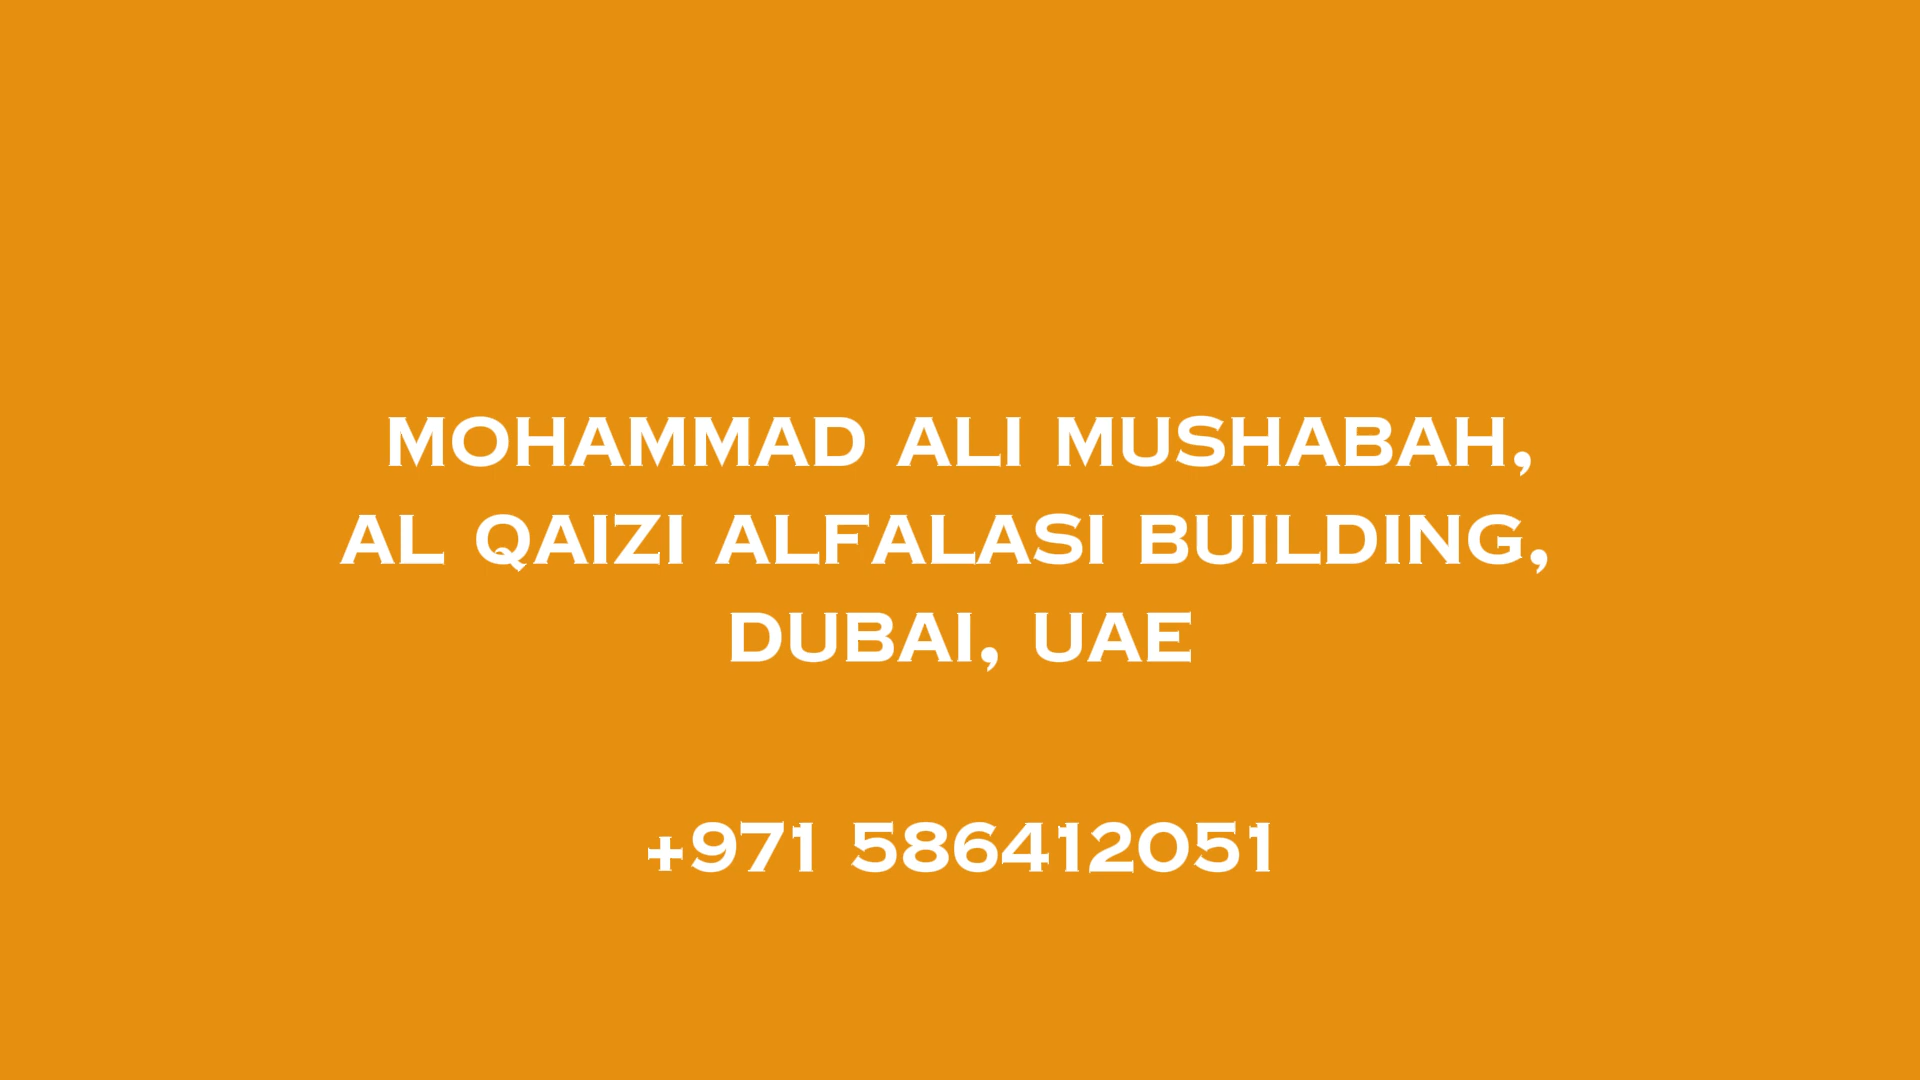 MOHAMMAD ALI MUSHABAH,
AL QAIZI ALFALASI BUILDING,
DUBAI, UAE
+971 586412051